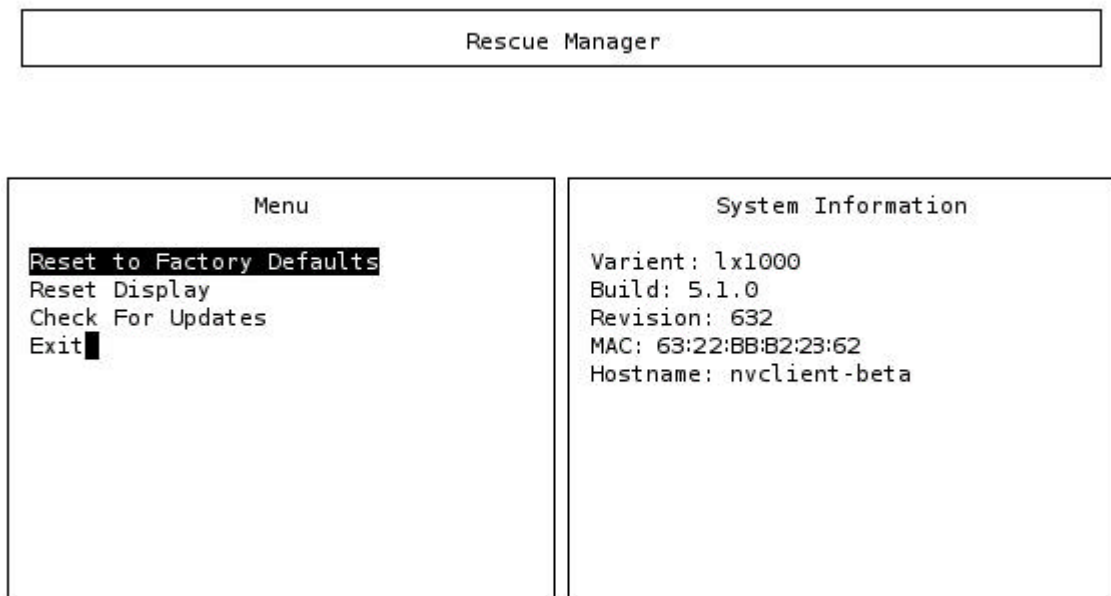 Rescue Manager
Menu
Reset to Factory Defaults
Reset Display
Check For Updates
Exit
System Information
Varient: lx1000
Build: 5.1.0
Revision: 632
MAC: 63:22:BB:B2:23:62
Hostname: nvclient-beta